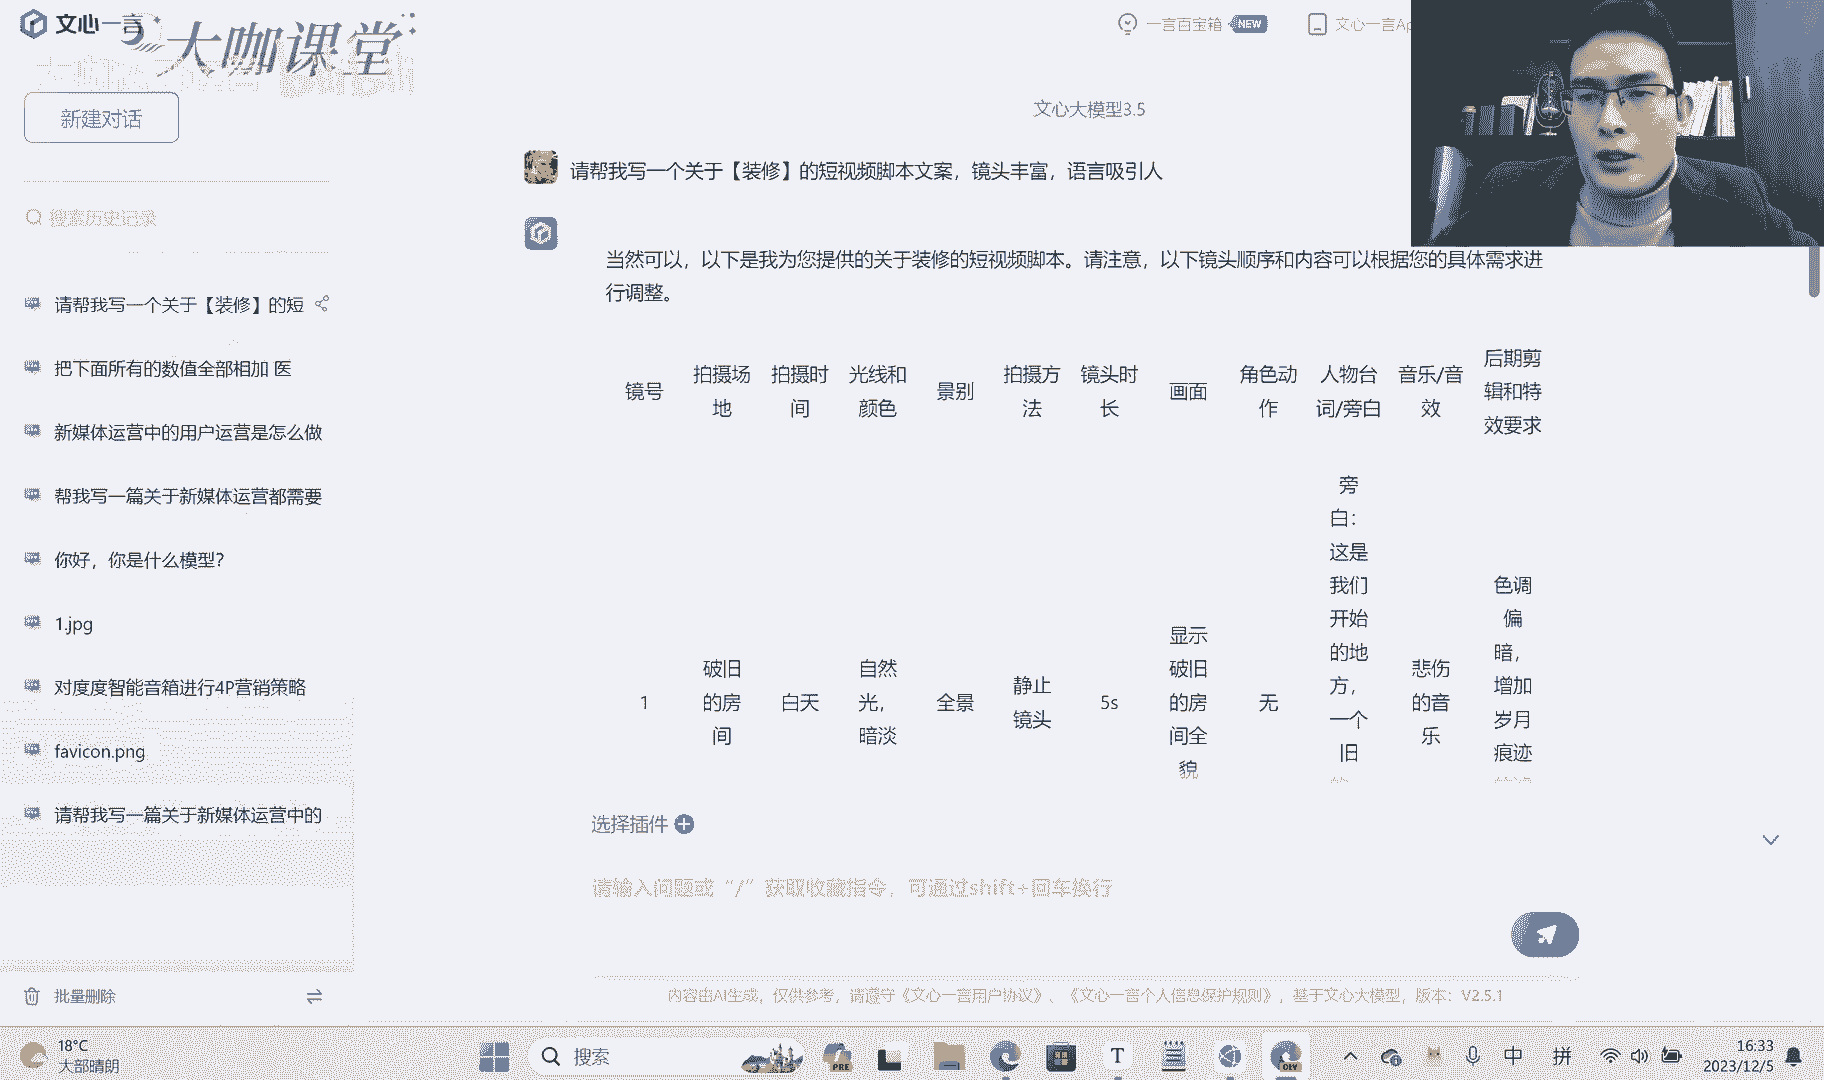 文心一言
大咖课堂
一言百宝箱 NEW
文心一言Ap
新建对话
文心大模型3.5
搜索历史记录
请帮我写一个关于【装修】的短视频脚本文案，镜头丰富，语言吸引人
当然可以，以下是我为您提供的关于装修的短视频脚本。请注意，以下镜头顺序和内容可以根据您的具体需求进
行调整。
请帮我写一个关于【装修】的短
把下面所有的数值全部相加 医
新媒体运营中的用户运营是怎么做
帮我写一篇关于新媒体运营都需要
你好，你是什么模型？
1.jpg
对度度智能音箱进行4P营销策略
favicon.png
请帮我写一篇关于新媒体运营中的
批量删除
镜号
拍摄场
地
拍摄时
间
光线和
颜色
景别
拍摄方
法
镜头时
长
画面
角色动
作
人物台
词/旁白
音乐/音
效
后期剪
辑和特
效要求
1
破旧
的房
间
白天
自然
光，
暗淡
全景
静止
镜头
5s
显示
破旧
的房
间全
貌
无
旁
白：
这是
我们
开始
的地
方，
一个
旧
悲伤
的音
乐
色调
偏
暗，
增加
岁月
痕迹
选择插件
请输入问题或“/”获取收藏指令，可通过shift+回车换行
内容由AI生成，仅供参考，请遵守《文心一言用户协议》、《文心一言个人信息保护规则》，基于文心大模型，版本：V2.5.1
18°C
大部晴朗
搜索
PRE
T
DEV
中
拼
16:33
2023/12/5